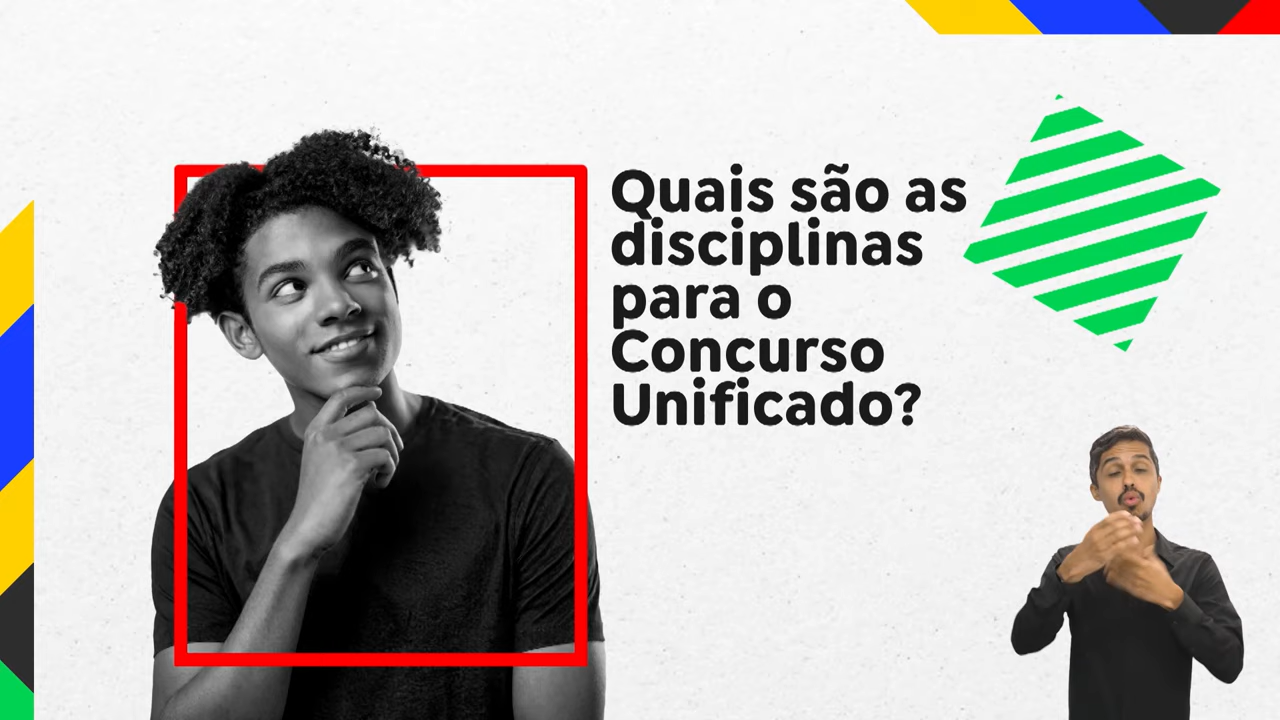 Quais são as
disciplinas
para o
Concurso
Unificado?